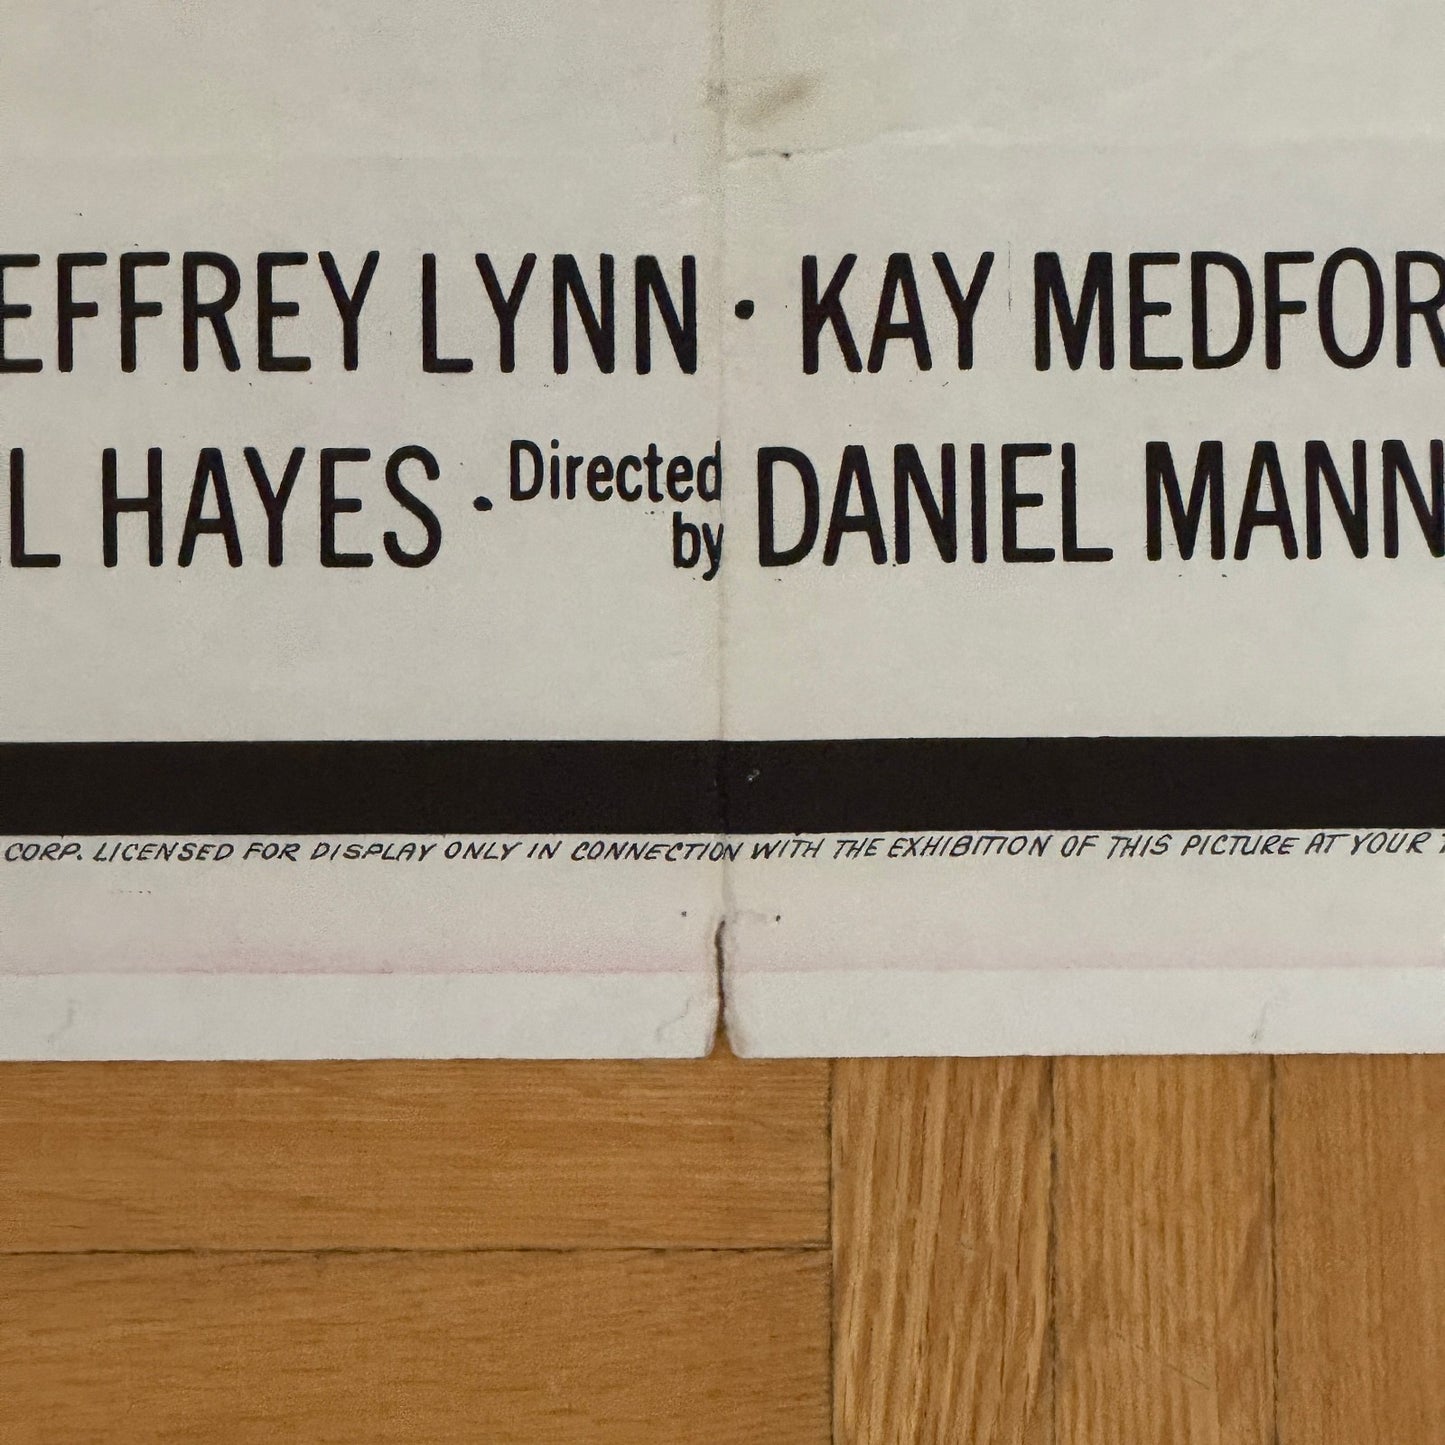 EFFREY LYNN · KAY MEDFOR
L HAYES · Directed by DANIEL MANN
CORP. LICENSED FOR DISPLAY ONLY IN CONNECTION WITH THE EXHIBITION OF THIS PICTURE AT YOUR